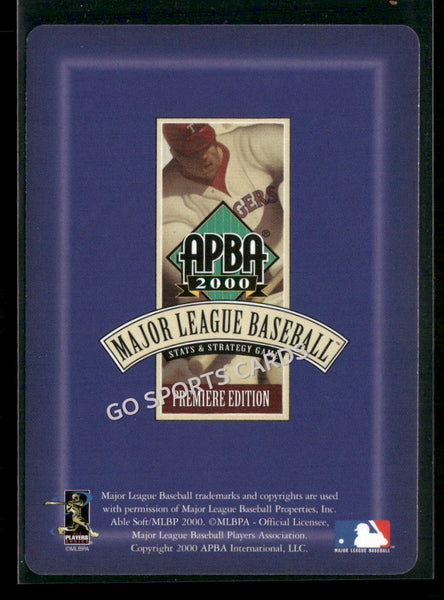 T
GERS
APBA®
2000
MAJOR LEAGUE BASEBALL™
STATS & STRATEGY GAME
GO SPORTS CARDS
PREMIERE EDITION
Major League Baseball trademarks and copyrights are used
with permission of Major League Baseball Properties, Inc.
Able Soft/MLBP 2000. ©MLBPA - Official Licensee,
Major League Baseball Players Association.
Copyright 2000 APBA International, LLC.
PLAYERS
CHOICE
©MLBPA
MAJOR LEAGUE BASEBALL